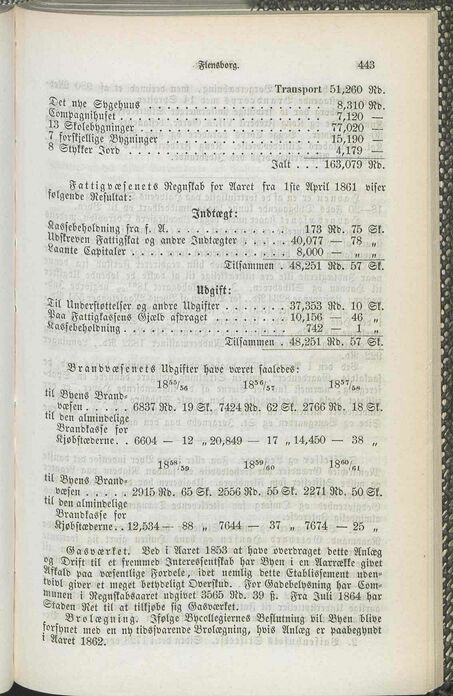 Flensborg. 443
Transport 51,260 Rd.
Det nye Sygehuus . . . . . . 8,310 Rd.
Compagnihuset . . . . . . 7,120 —
13 Skolebygninger . . . . . . 77,020 —
7 forskjellige Bygninger . . . . . . 15,190 —
8 Stykker Jord . . . . . . 4,179 —
Ialt . . . 163,079 Rd.
Fattigvæsenets Regnskab for Aaret fra 1ste April 1861 viser
følgende Resultat:
Indtægt:
Kassebeholdning fra f. A. . . . . . . 173 Rd. 75 Sk.
Udskreven Fattigskat og andre Indtægter . . . . . 40,077 — 78 „
Laante Capitaler . . . . . . 8,000 — „ „
Tilsammen . 48,251 Rd. 57 Sk.
Udgift:
Til Understøttelser og andre Udgifter . . . . . . 37,353 Rd. 10 Sk.
Paa Fattigkassens Gjæld afdraget . . . . . . 10,156 — 46 „
Kassebeholdning . . . . . . 742 — 1 „
Tilsammen . 48,251 Rd. 57 Sk.
Brandvæsenets Udgifter have været saaledes:
18⁵⁵/₅₆ 18⁵⁶/₅₇ 18⁵⁷/₅₈
til Byens Brand-
væsen . . . . . 6837 Rd. 19 Sk. 7424 Rd. 62 Sk. 2766 Rd. 18 Sk.
til den almindelige
Brandkasse for
Kjøbstæderne. . 6604 — 12 „ 20,849 — 17 „ 14,450 — 38 „
18⁵⁸/₅₉ 18⁵⁹/₆₀ 18⁶⁰/₆₁
til Byens Brand-
væsen . . . . . 2915 Rd. 65 Sk. 2556 Rd. 55 Sk. 2271 Rd. 50 Sk.
til den almindelige
Brandkasse for
Kjøbstæderne. . 12,534 — 88 „ 7644 — 37 „ 7674 — 25 „
Gasværket. Ved i Aaret 1853 at have overdraget dette Anlæg
og Drift til et fremmed Interessentskab har Byen i en Aarrække givet
Afkald paa væsentlige Fordele, idet nemlig dette Etablissement uden-
tvivl giver et meget betydeligt Overskud. For Gadebelysning har Com-
munen i Regnskabsaaret udgivet 3565 Rd. 39 ß. Fra Juli 1864 har
Staden Ret til at tilkjøbe sig Gasværket.
Brolægning. Ifølge Bycollegiernes Beslutning vil Byen blive
forsynet med en ny tidssvarende Brolægning, hvis Anlæg er paabegyndt
i Aaret 1862.